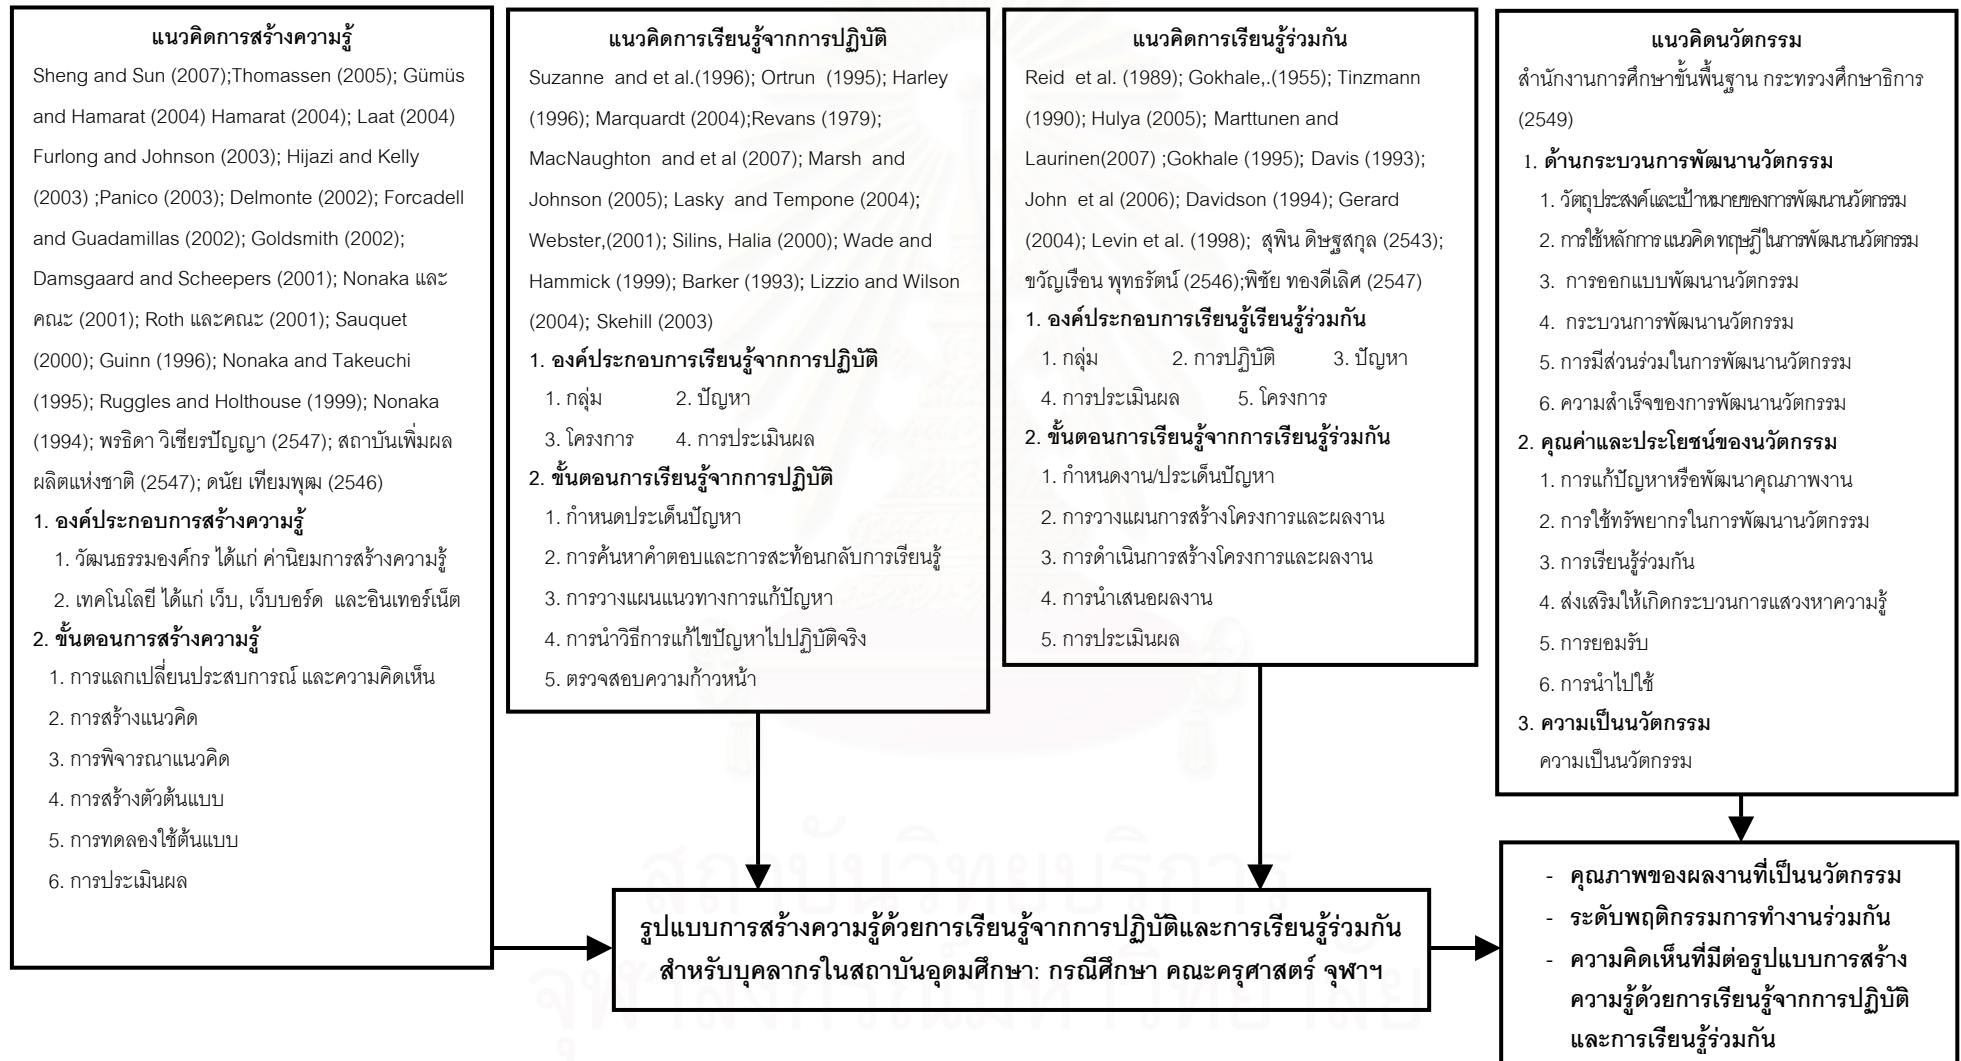 แนวคิดการสร้างความรู้
Sheng and Sun (2007);Thomassen (2005); Gümüs
and Hamarat (2004) Hamarat (2004); Laat (2004)
Furlong and Johnson (2003); Hijazi and Kelly
(2003) ;Panico (2003); Delmonte (2002); Forcadell
and Guadamillas (2002); Goldsmith (2002);
Damsgaard and Scheepers (2001); Nonaka และ
คณะ (2001); Roth และคณะ (2001); Sauquet
(2000); Guinn (1996); Nonaka and Takeuchi
(1995); Ruggles and Holthouse (1999); Nonaka
(1994); พรธิดา วิเชียรปัญญา (2547); สถาบันเพิ่มผล
ผลิตแห่งชาติ (2547); ดนัย เทียมพุฒ (2546)
1. องค์ประกอบการสร้างความรู้
1. วัฒนธรรมองค์กร ได้แก่ ค่านิยมการสร้างความรู้
2. เทคโนโลยี ได้แก่ เว็บ, เว็บบอร์ด และอินเทอร์เน็ต
2. ขั้นตอนการสร้างความรู้
1. การแลกเปลี่ยนประสบการณ์ และความคิดเห็น
2. การสร้างแนวคิด
3. การพิจารณาแนวคิด
4. การสร้างตัวต้นแบบ
5. การทดลองใช้ต้นแบบ
6. การประเมินผล
แนวคิดการเรียนรู้จากการปฏิบัติ
Suzanne and et al.(1996); Ortrun (1995); Harley
(1996); Marquardt (2004);Revans (1979);
MacNaughton and et al (2007); Marsh and
Johnson (2005); Lasky and Tempone (2004);
Webster,(2001); Silins, Halia (2000); Wade and
Hammick (1999); Barker (1993); Lizzio and Wilson
(2004); Skehill (2003)
1. องค์ประกอบการเรียนรู้จากการปฏิบัติ
1. กลุ่ม 2. ปัญหา
3. โครงการ 4. การประเมินผล
2. ขั้นตอนการเรียนรู้จากการปฏิบัติ
1. กำหนดประเด็นปัญหา
2. การค้นหาคำตอบและการสะท้อนกลับการเรียนรู้
3. การวางแผนแนวทางการแก้ปัญหา
4. การนำวิธีการแก้ไขปัญหาไปปฏิบัติจริง
5. ตรวจสอบความก้าวหน้า
แนวคิดการเรียนรู้ร่วมกัน
Reid et al. (1989); Gokhale,.(1955); Tinzmann
(1990); Hulya (2005); Marttunen and
Laurinen(2007) ;Gokhale (1995); Davis (1993);
John et al (2006); Davidson (1994); Gerard
(2004); Levin et al. (1998); สุพิน ดิษฐสกุล (2543);
ขวัญเรือน พุทธรัตน์ (2546);พิชัย ทองดีเลิศ (2547)
1. องค์ประกอบการเรียนรู้เรียนรู้ร่วมกัน
1. กลุ่ม 2. การปฏิบัติ 3. ปัญหา
4. การประเมินผล 5. โครงการ
2. ขั้นตอนการเรียนรู้จากการเรียนรู้ร่วมกัน
1. กำหนดงาน/ประเด็นปัญหา
2. การวางแผนการสร้างโครงการและผลงาน
3. การดำเนินการสร้างโครงการและผลงาน
4. การนำเสนอผลงาน
5. การประเมินผล
แนวคิดนวัตกรรม
สำนักงานการศึกษาขั้นพื้นฐาน กระทรวงศึกษาธิการ
(2549)
1. ด้านกระบวนการพัฒนานวัตกรรม
1. วัตถุประสงค์และเป้าหมายของการพัฒนานวัตกรรม
2. การใช้หลักการ แนวคิด ทฤษฎีในการพัฒนานวัตกรรม
3. การออกแบบพัฒนานวัตกรรม
4. กระบวนการพัฒนานวัตกรรม
5. การมีส่วนร่วมในการพัฒนานวัตกรรม
6. ความสำเร็จของการพัฒนานวัตกรรม
2. คุณค่าและประโยชน์ของนวัตกรรม
1. การแก้ปัญหาหรือพัฒนาคุณภาพงาน
2. การใช้ทรัพยากรในการพัฒนานวัตกรรม
3. การเรียนรู้ร่วมกัน
4. ส่งเสริมให้เกิดกระบวนการแสวงหาความรู้
5. การยอมรับ
6. การนำไปใช้
3. ความเป็นนวัตกรรม
ความเป็นนวัตกรรม
รูปแบบการสร้างความรู้ด้วยการเรียนรู้จากการปฏิบัติและการเรียนรู้ร่วมกัน
สำหรับบุคลากรในสถาบันอุดมศึกษา: กรณีศึกษา คณะครุศาสตร์ จุฬาฯ
- คุณภาพของผลงานที่เป็นนวัตกรรม
- ระดับพฤติกรรมการทำงานร่วมกัน
- ความคิดเห็นที่มีต่อรูปแบบการสร้าง
ความรู้ด้วยการเรียนรู้จากการปฏิบัติ
และการเรียนรู้ร่วมกัน
สถาบันวิทยบริการ
จุฬาลงกรณ์มหาวิทยาลัย